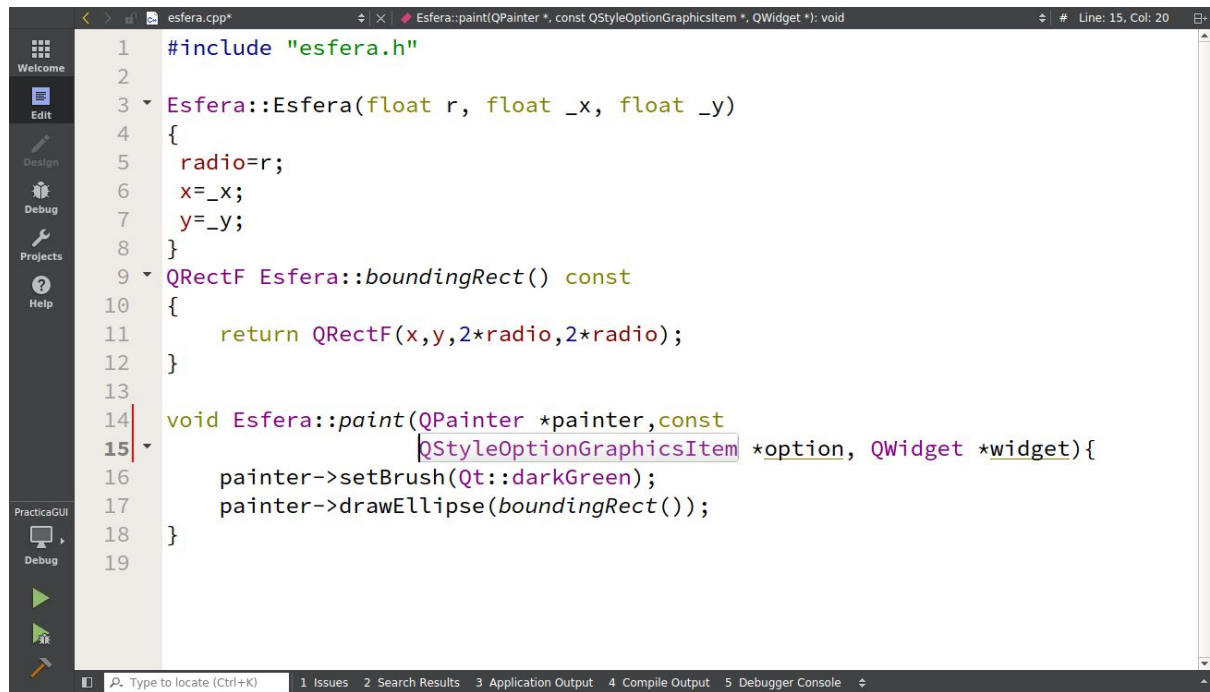 esfera.cpp* Esfera::paint(QPainter *, const QStyleOptionGraphicsItem *, QWidget *): void # Line: 15, Col: 20
Welcome
Edit
Design
Debug
Projects
Help
PracticaGUI
Debug
1 #include "esfera.h"
2
3 Esfera::Esfera(float r, float _x, float _y)
4 {
5 radio=r;
6 x=_x;
7 y=_y;
8 }
9 QRectF Esfera::boundingRect() const
10 {
11 return QRectF(x,y,2*radio,2*radio);
12 }
13
14 void Esfera::paint(QPainter *painter,const
15 QStyleOptionGraphicsItem *option, QWidget *widget){
16 painter->setBrush(Qt::darkGreen);
17 painter->drawEllipse(boundingRect());
18 }
19
Type to locate (Ctrl+K) 1 Issues 2 Search Results 3 Application Output 4 Compile Output 5 Debugger Console